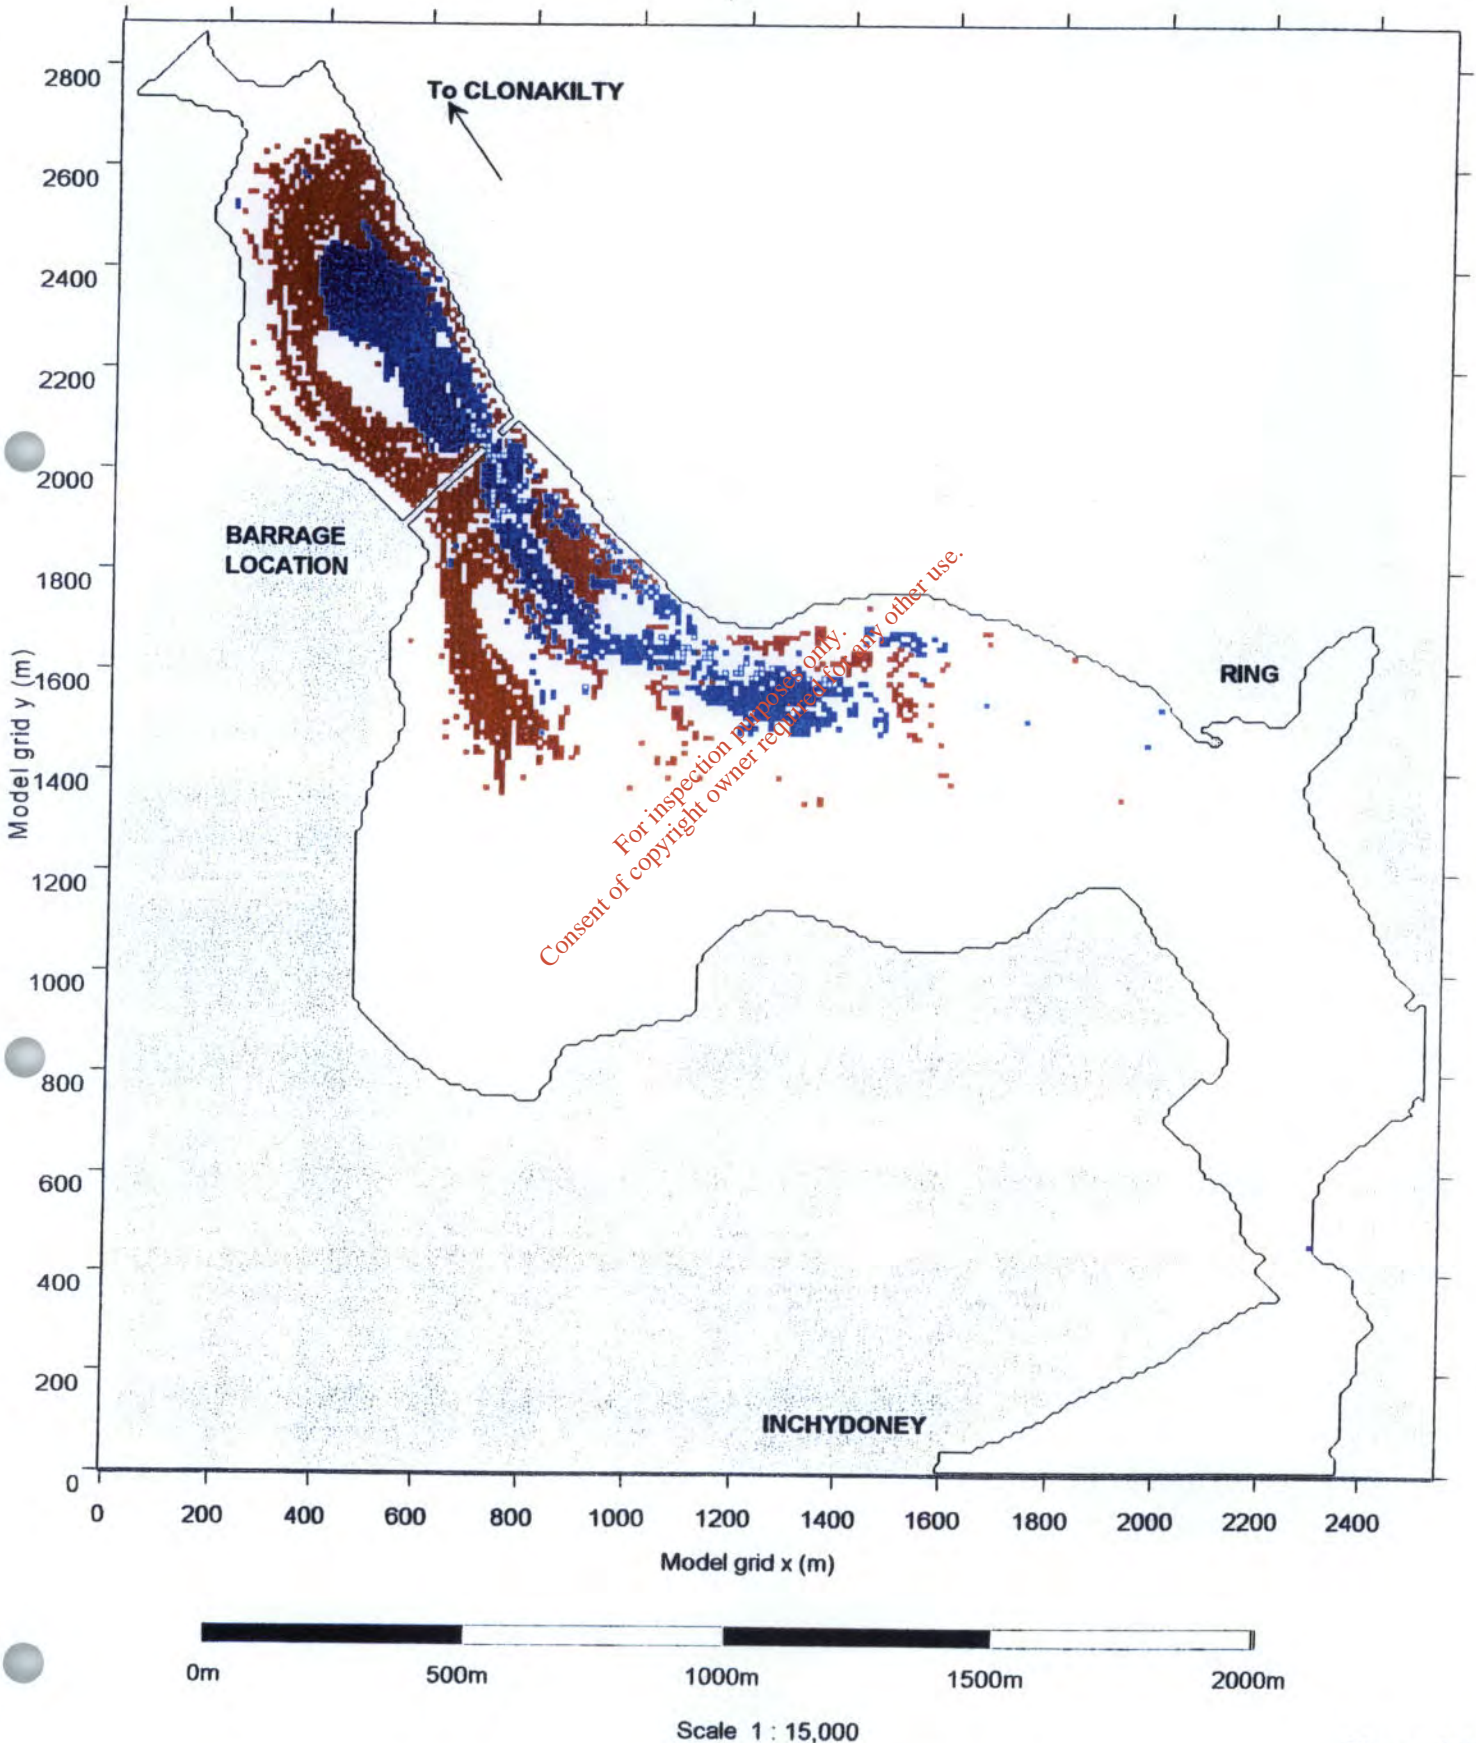 To CLONAKILTY
2800
2600
2400
2200
2000
1800
1600
1400
1200
1000
800
600
400
200
0
Model grid y (m)
BARRAGE
LOCATION
RING
For inspection purposes only.
Consent of copyright owner required for any other use.
INCHYDONEY
0 200 400 600 800 1000 1200 1400 1600 1800 2000 2200 2400
Model grid x (m)
0m 500m 1000m 1500m 2000m
Scale 1 : 15,000